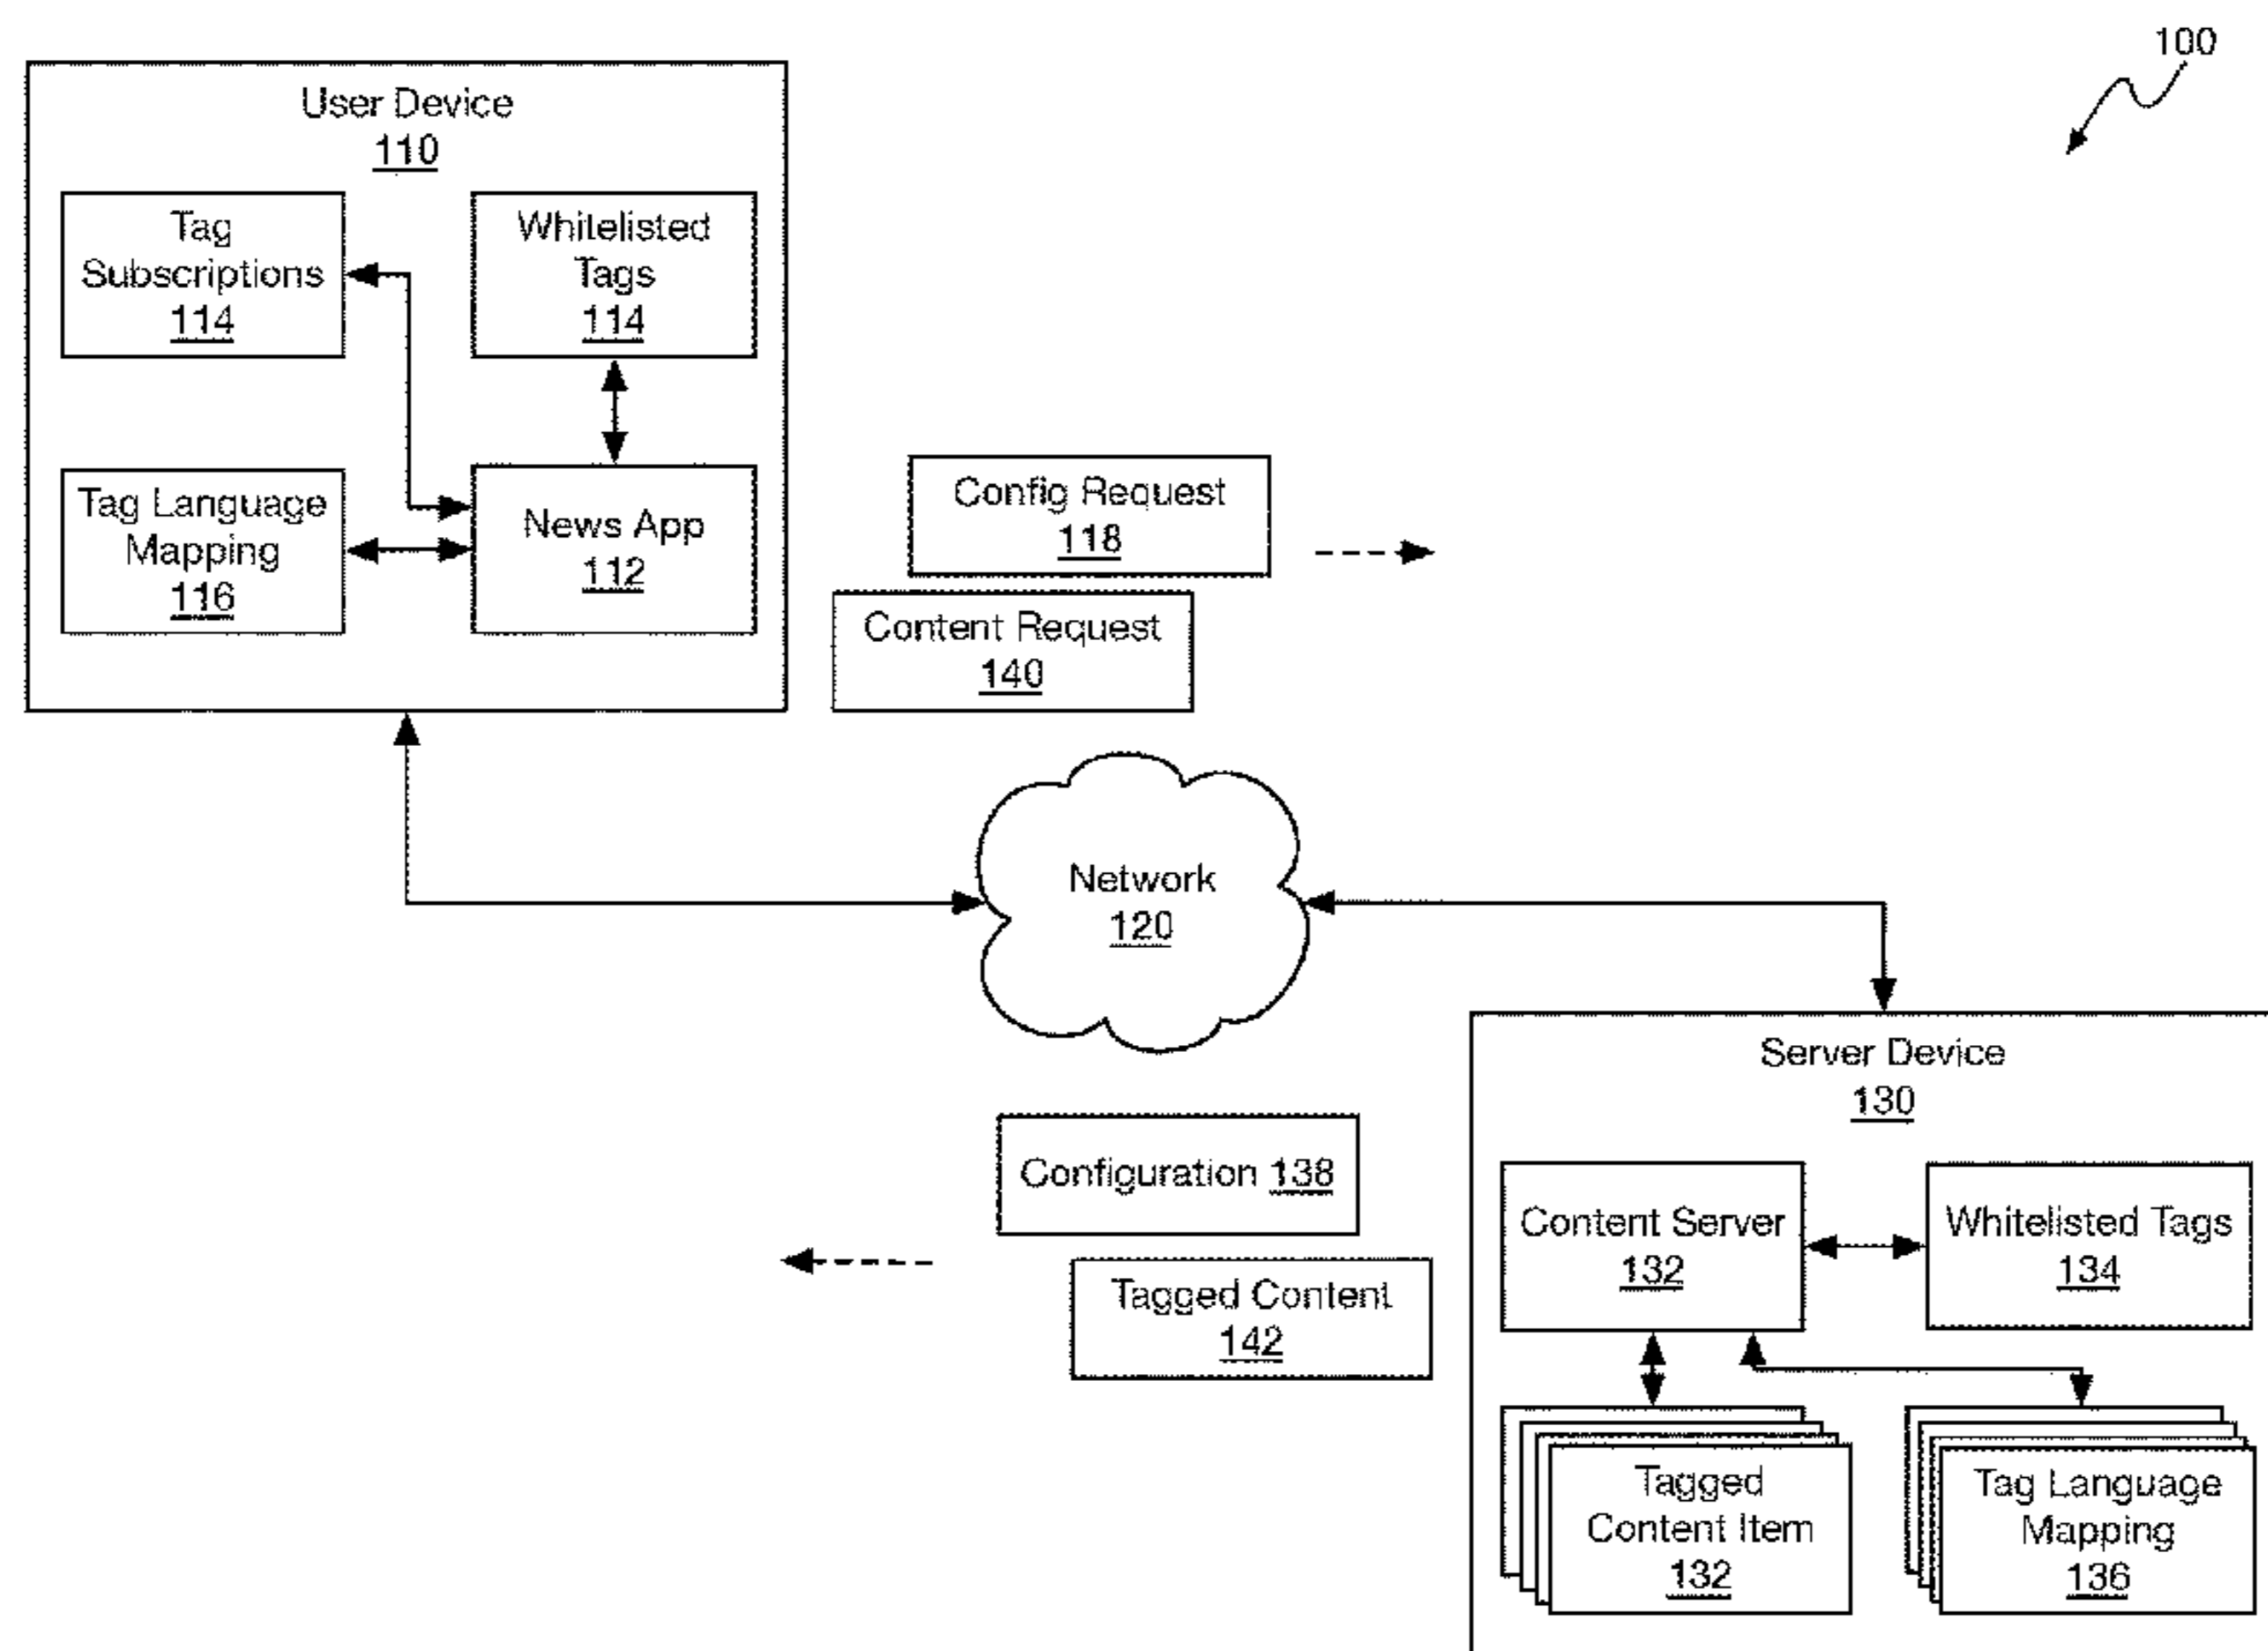 100
User Device
110
Tag
Subscriptions
114
Whitelisted
Tags
114
Tag Language
Mapping
116
News App
112
Config Request
118
Content Request
140
Network
120
Server Device
130
Configuration 138
Tagged Content
142
Content Server
132
Whitelisted Tags
134
Tagged
Content Item
132
Tag Language
Mapping
136